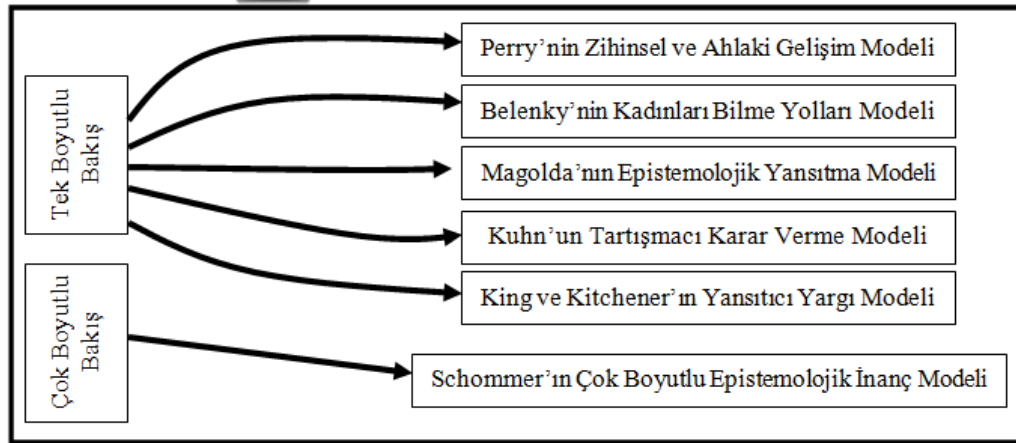 Tek Boyutlu
Bakış
Perry’nin Zihinsel ve Ahlaki Gelişim Modeli
Belenky’nin Kadınları Bilme Yolları Modeli
Magolda’nın Epistemolojik Yansıtma Modeli
Kuhn’un Tartışmacı Karar Verme Modeli
King ve Kitchener’ın Yansıtıcı Yargı Modeli
Çok Boyutlu
Bakış
Schommer’ın Çok Boyutlu Epistemolojik İnanç Modeli